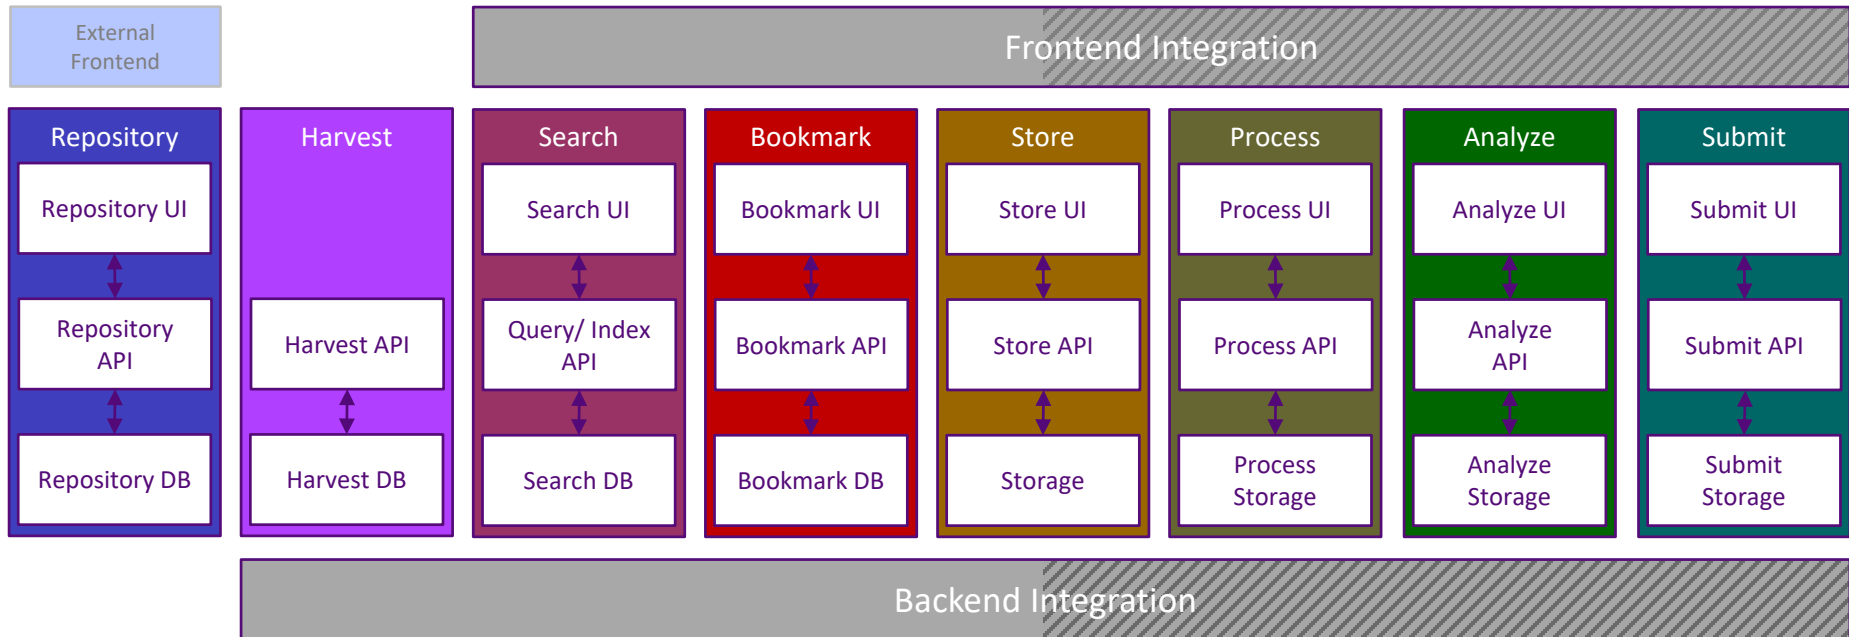 External
Frontend
Frontend Integration
Repository
Harvest
Search
Bookmark
Store
Process
Analyze
Submit
Repository UI
Search UI
Bookmark UI
Store UI
Process UI
Analyze UI
Submit UI
Repository
API
Harvest API
Query/ Index
API
Bookmark API
Store API
Process API
Analyze
API
Submit API
Repository DB
Harvest DB
Search DB
Bookmark DB
Storage
Process
Storage
Analyze
Storage
Submit
Storage
Backend Integration